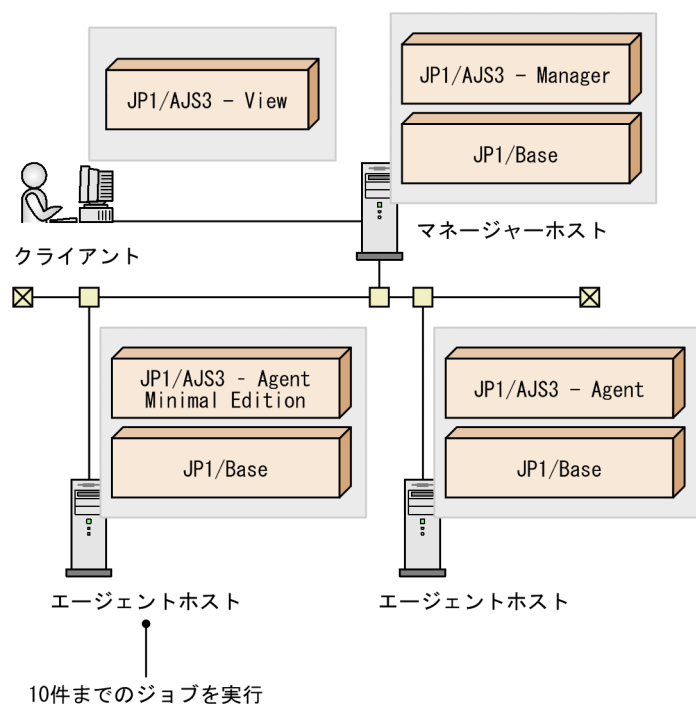 JP1/AJS3 － View
JP1/AJS3 － Manager
JP1/Base
マネージャーホスト
クライアント
JP1/AJS3 - Agent
Minimal Edition
JP1/Base
JP1/AJS3 － Agent
JP1/Base
エージェントホスト
エージェントホスト
10件までのジョブを実行